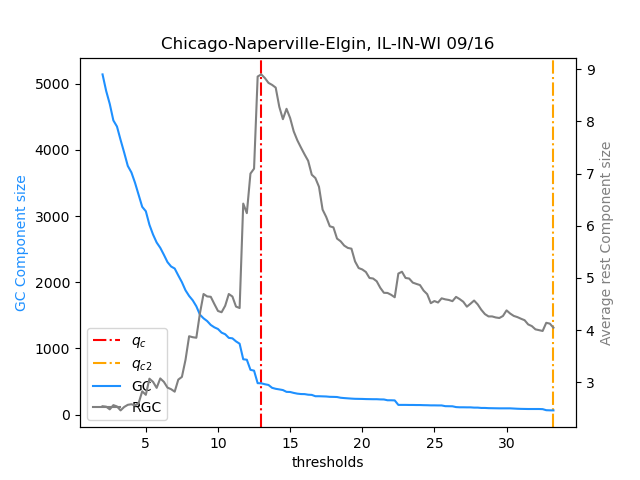 Chicago-Naperville-Elgin, IL-IN-WI 09/16
GC Component size
5000
4000
3000
2000
1000
0
9
8
7
6
5
4
3
Average rest Component size
q_c
q_{c2}
GC
RGC
5
10
15
20
25
30
thresholds